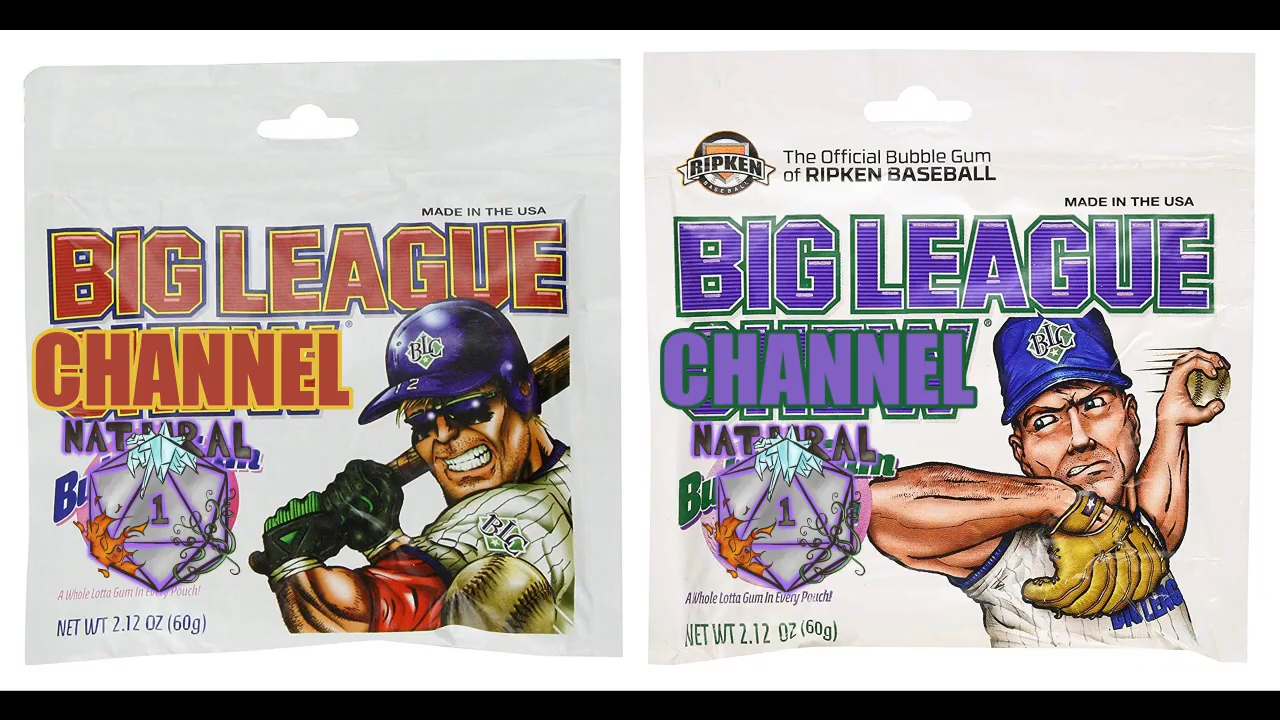 MADE IN THE USA
BIG LEAGUE
CHANNEL
®
BLC
12
NATURAL
1
BLC
A Whole Lotta Gum In Every Pouch!
NET WT 2.12 OZ (60g)
RIPKEN
BASEBALL
The Official Bubble Gum
of RIPKEN BASEBALL
MADE IN THE USA
BIG LEAGUE
CHANNEL
®
BLC
NATURAL
1
A Whole Lotta Gum In Every Pouch!
NET WT 2.12 OZ (60g)